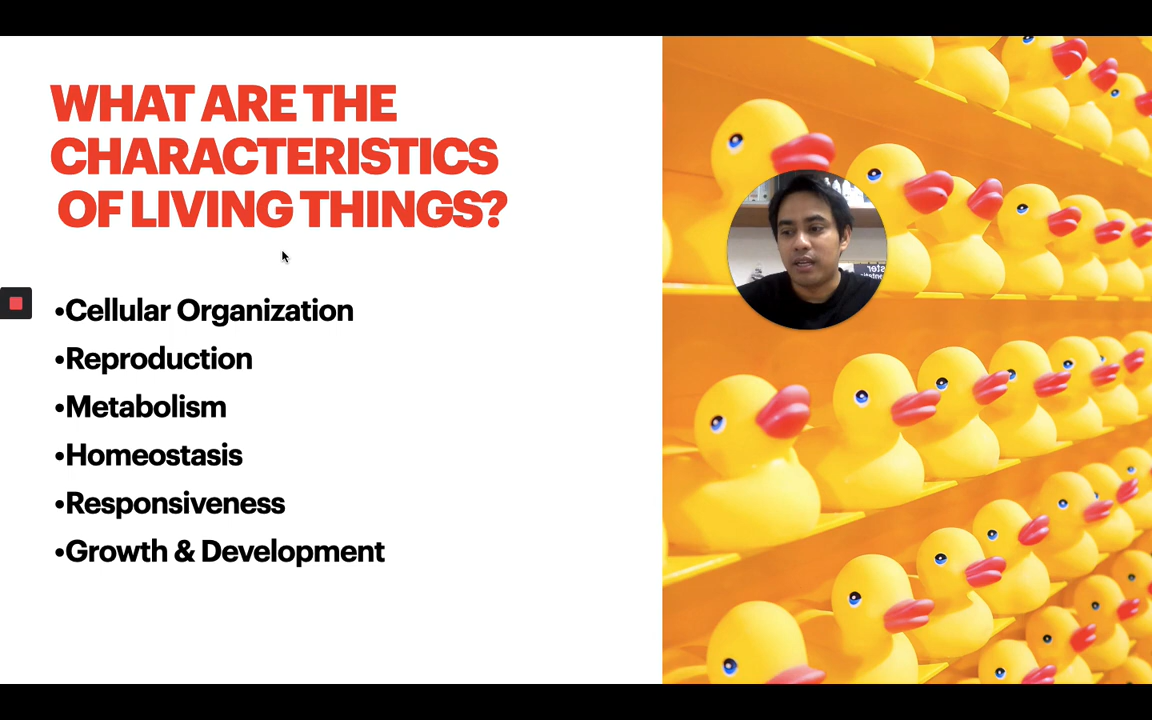 WHAT ARE THE
CHARACTERISTICS
OF LIVING THINGS?
•Cellular Organization
•Reproduction
•Metabolism
•Homeostasis
•Responsiveness
•Growth & Development